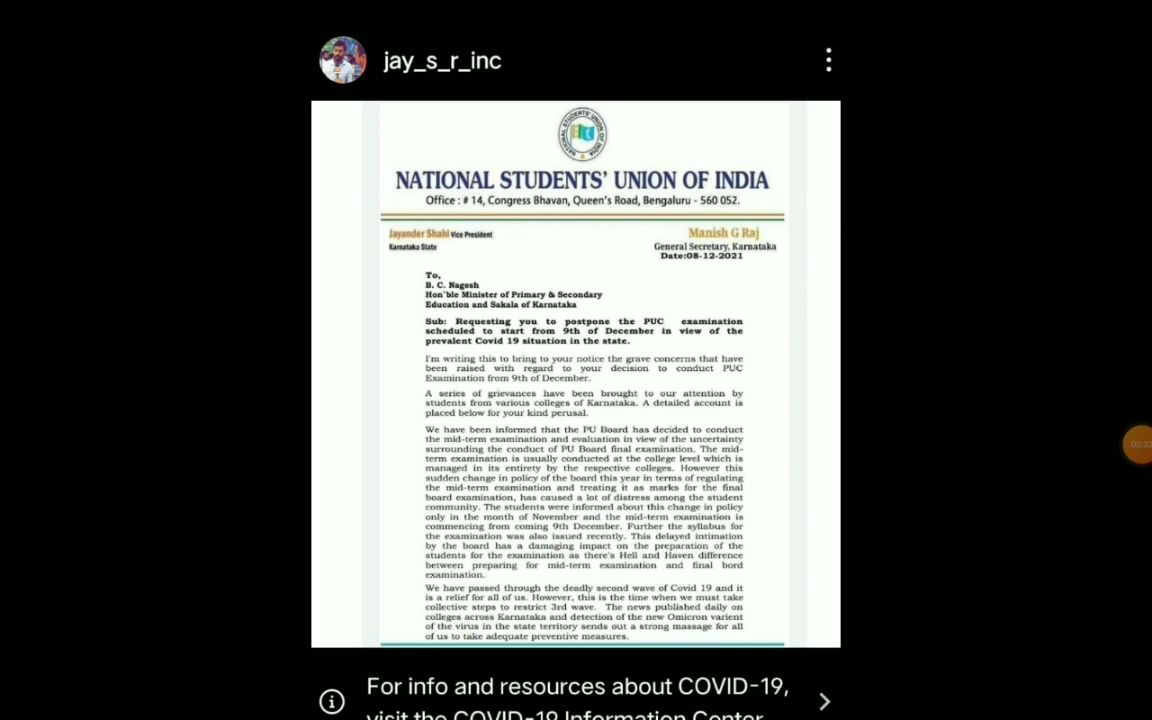 jay_s_r_inc
NATIONAL STUDENTS' UNION OF INDIA
NATIONAL STUDENTS' UNION OF INDIA
Office : # 14, Congress Bhavan, Queen's Road, Bengaluru - 560 052.
Jayander Shahi Vice President
Karnataka State
Manish G Raj
General Secretary, Karnataka
Date:08-12-2021
To,
B. C. Nagesh
Hon'ble Minister of Primary & Secondary
Education and Sakala of Karnataka
Sub: Requesting you to postpone the PUC examination
scheduled to start from 9th of December in view of the
prevalent Covid 19 situation in the state.
I'm writing this to bring to your notice the grave concerns that have
been raised with regard to your decision to conduct PUC
Examination from 9th of December.
A series of grievances have been brought to our attention by
students from various colleges of Karnataka. A detailed account is
placed below for your kind perusal.
We have been informed that the PU Board has decided to conduct
the mid-term examination and evaluation in view of the uncertainty
surrounding the conduct of PU Board final examination. The mid-
term examination is usually conducted at the college level which is
managed in its entirety by the respective colleges. However this
sudden change in policy of the board this year in terms of regulating
the mid-term examination and treating it as marks for the final
board examination, has caused a lot of distress among the student
community. The students were informed about this change in policy
only in the month of November and the mid-term examination is
commencing from coming 9th December. Further the syllabus for
the examination was also issued recently. This delayed intimation
by the board has a damaging impact on the preparation of the
students for the examination as there's Hell and Haven difference
between preparing for mid-term examination and final bord
examination.
We have passed through the deadly second wave of Covid 19 and it
is a relief for all of us. However, this is the time when we must take
collective steps to restrict 3rd wave. The news published daily on
colleges across Karnataka and detection of the new Omicron varient
of the virus in the state territory sends out a strong massage for all
of us to take adequate preventive measures.
For info and resources about COVID-19,
visit the COVID-19 Information Center